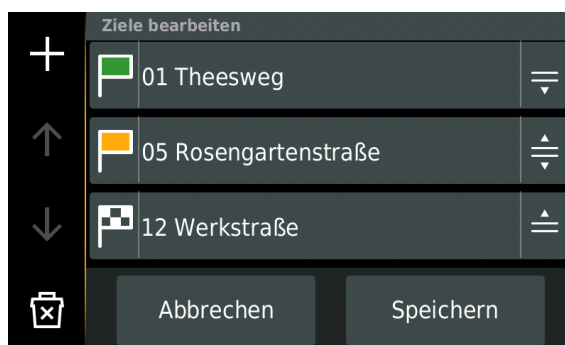 Ziele bearbeiten
01 Theesweg
05 Rosengartenstraße
12 Werkstraße
Abbrechen
Speichern